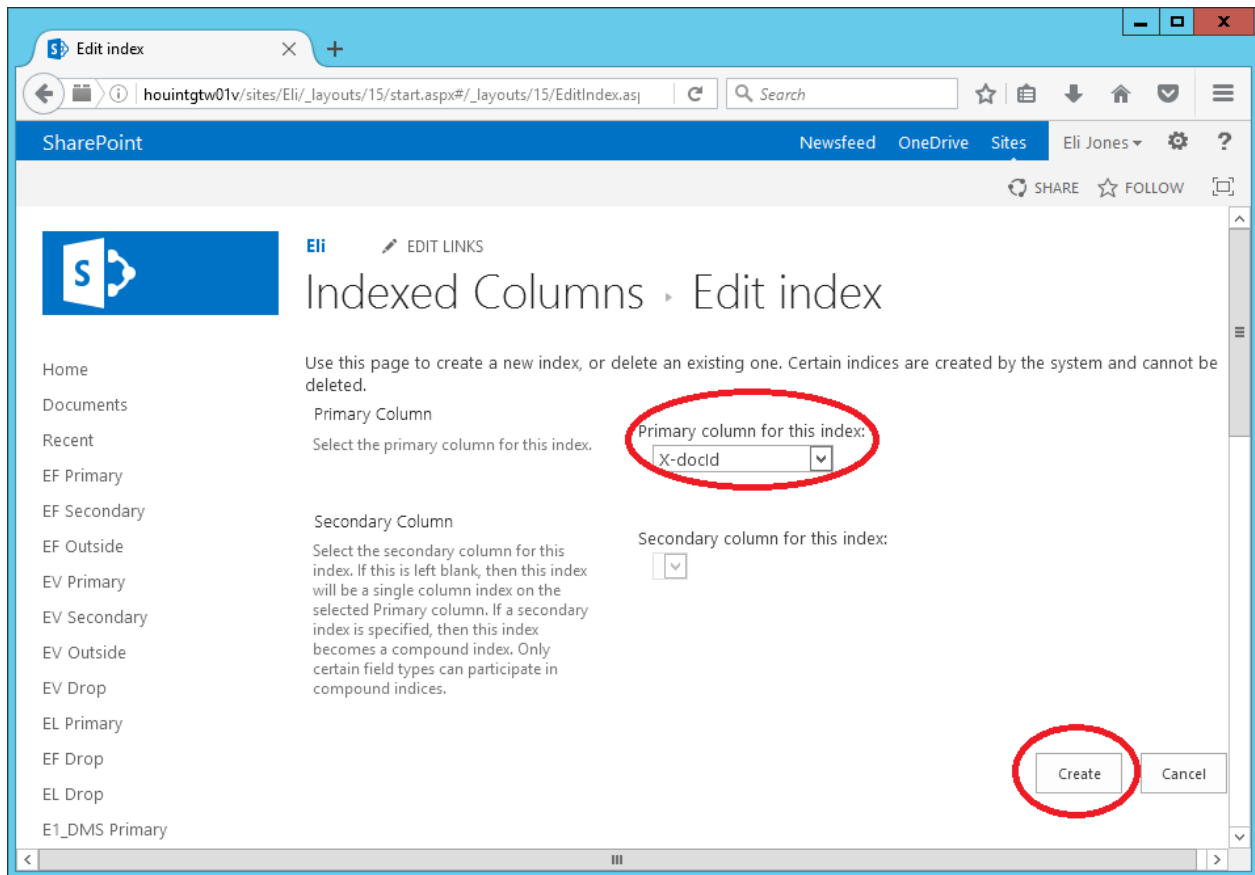 Edit index
houintgtw01v/sites/Eli/_layouts/15/start.aspx#/_layouts/15/EditIndex.as
Search
SharePoint
Newsfeed OneDrive Sites Eli Jones ?
SHARE FOLLOW
S
Eli EDIT LINKS
Indexed Columns Edit index
Use this page to create a new index, or delete an existing one. Certain indices are created by the system and cannot be
deleted.
Primary Column
Select the primary column for this index.
Primary column for this index:
X-docId
Secondary Column
Select the secondary column for this
index. If this is left blank, then this index
will be a single column index on the
selected Primary column. If a secondary
index is specified, then this index
becomes a compound index. Only
certain field types can participate in
compound indices.
Secondary column for this index:
Create Cancel
Home
Documents
Recent
EF Primary
EF Secondary
EF Outside
EV Primary
EV Secondary
EV Outside
EV Drop
EL Primary
EF Drop
EL Drop
E1_DMS Primary